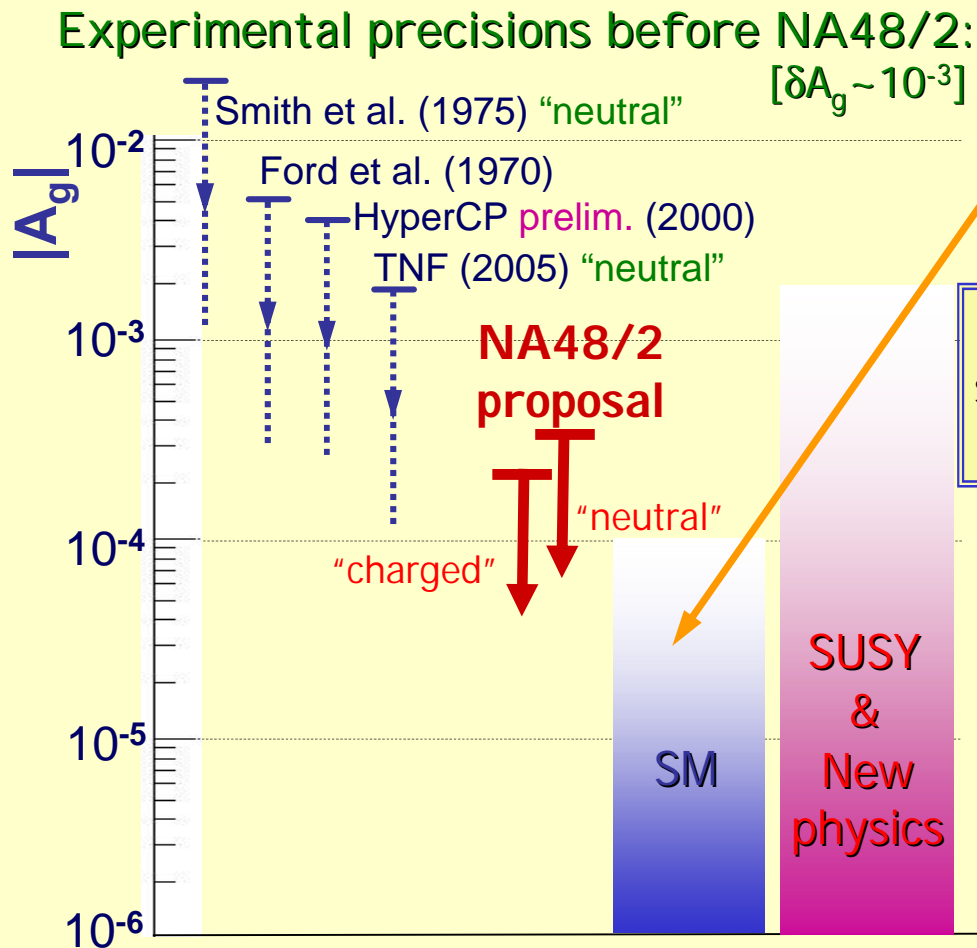 Experimental precisions before NA48/2:
[δA_g~10⁻³]
Smith et al. (1975) “neutral”
10⁻²
|A_g|
Ford et al. (1970)
HyperCP prelim. (2000)
TNF (2005) “neutral”
10⁻³
NA48/2
proposal
10⁻⁴
“neutral”
“charged”
SUSY
&
New
physics
10⁻⁵
SM
10⁻⁶